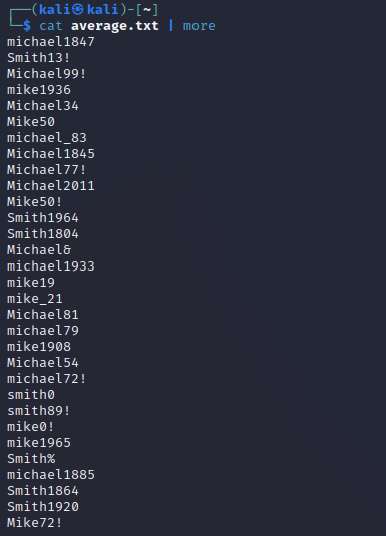 ┌──(kali㉿kali)-[~]
└─$ cat average.txt | more
michael1847
Smith13!
Michael99!
mike1936
Michael34
Mike50
michael_83
Michael1845
Michael77!
Michael2011
Mike50!
Smith1964
Smith1804
Michael&
michael1933
mike19
mike_21
Michael81
michael79
mike1908
Michael54
michael72!
smith0
smith89!
mike0!
mike1965
Smith%
michael1885
Smith1864
Smith1920
Mike72!